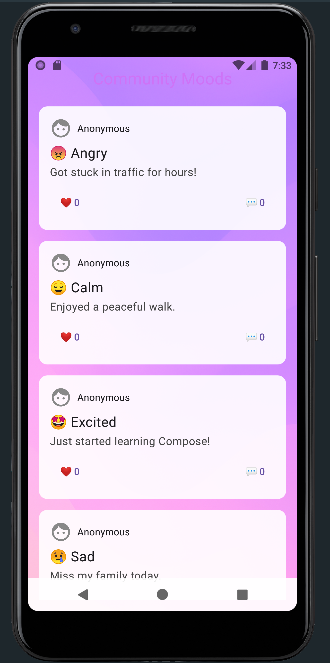 7:33
Community Moods
Anonymous
😡 Angry
Got stuck in traffic for hours!
❤️ 0 💬 0
Anonymous
😌 Calm
Enjoyed a peaceful walk.
❤️ 0 💬 0
Anonymous
🤩 Excited
Just started learning Compose!
❤️ 0 💬 0
Anonymous
😢 Sad
Miss my family today